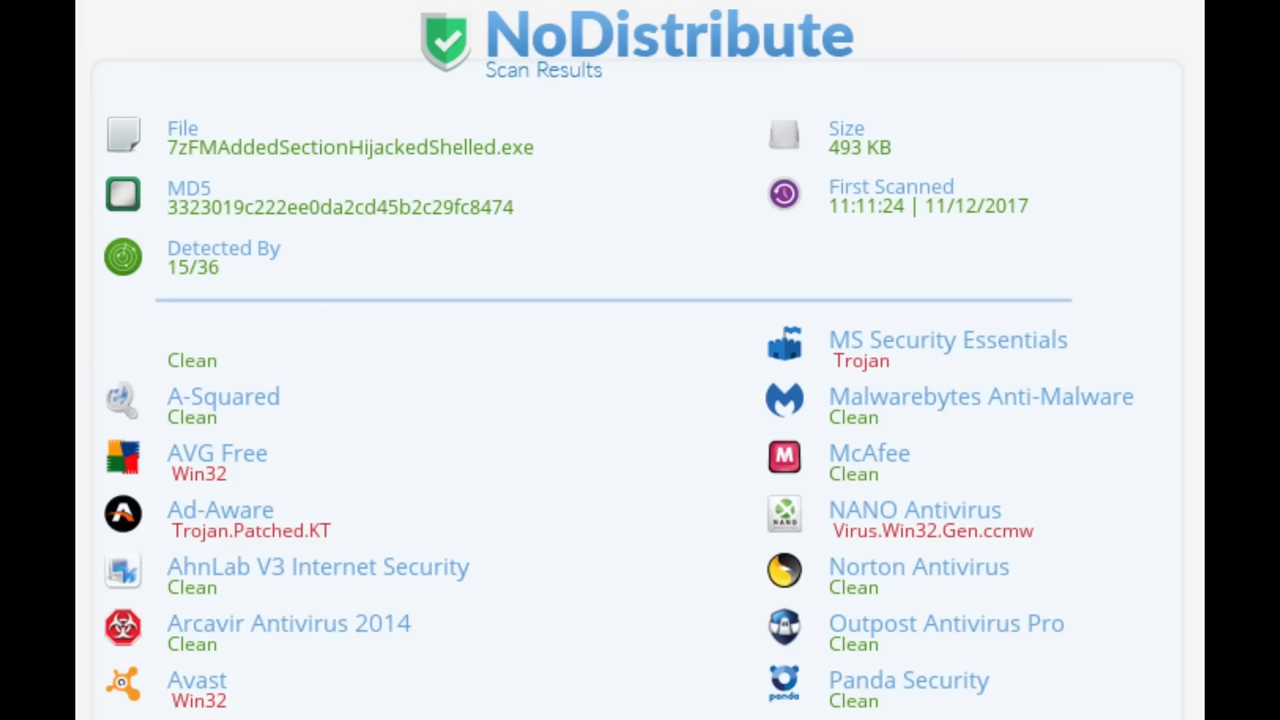 NoDistribute
Scan Results
File
7zFMAddedSectionHijackedShelled.exe
Size
493 KB
MD5
3323019c222ee0da2cd45b2c29fc8474
First Scanned
11:11:24 | 11/12/2017
Detected By
15/36
Clean
MS Security Essentials
Trojan
A-Squared
Clean
Malwarebytes Anti-Malware
Clean
AVG Free
Win32
M
McAfee
Clean
Ad-Aware
Trojan.Patched.KT
NANO
NANO Antivirus
Virus.Win32.Gen.ccmw
AhnLab V3 Internet Security
Clean
Norton Antivirus
Clean
Arcavir Antivirus 2014
Clean
Outpost Antivirus Pro
Clean
Avast
Win32
panda
Panda Security
Clean